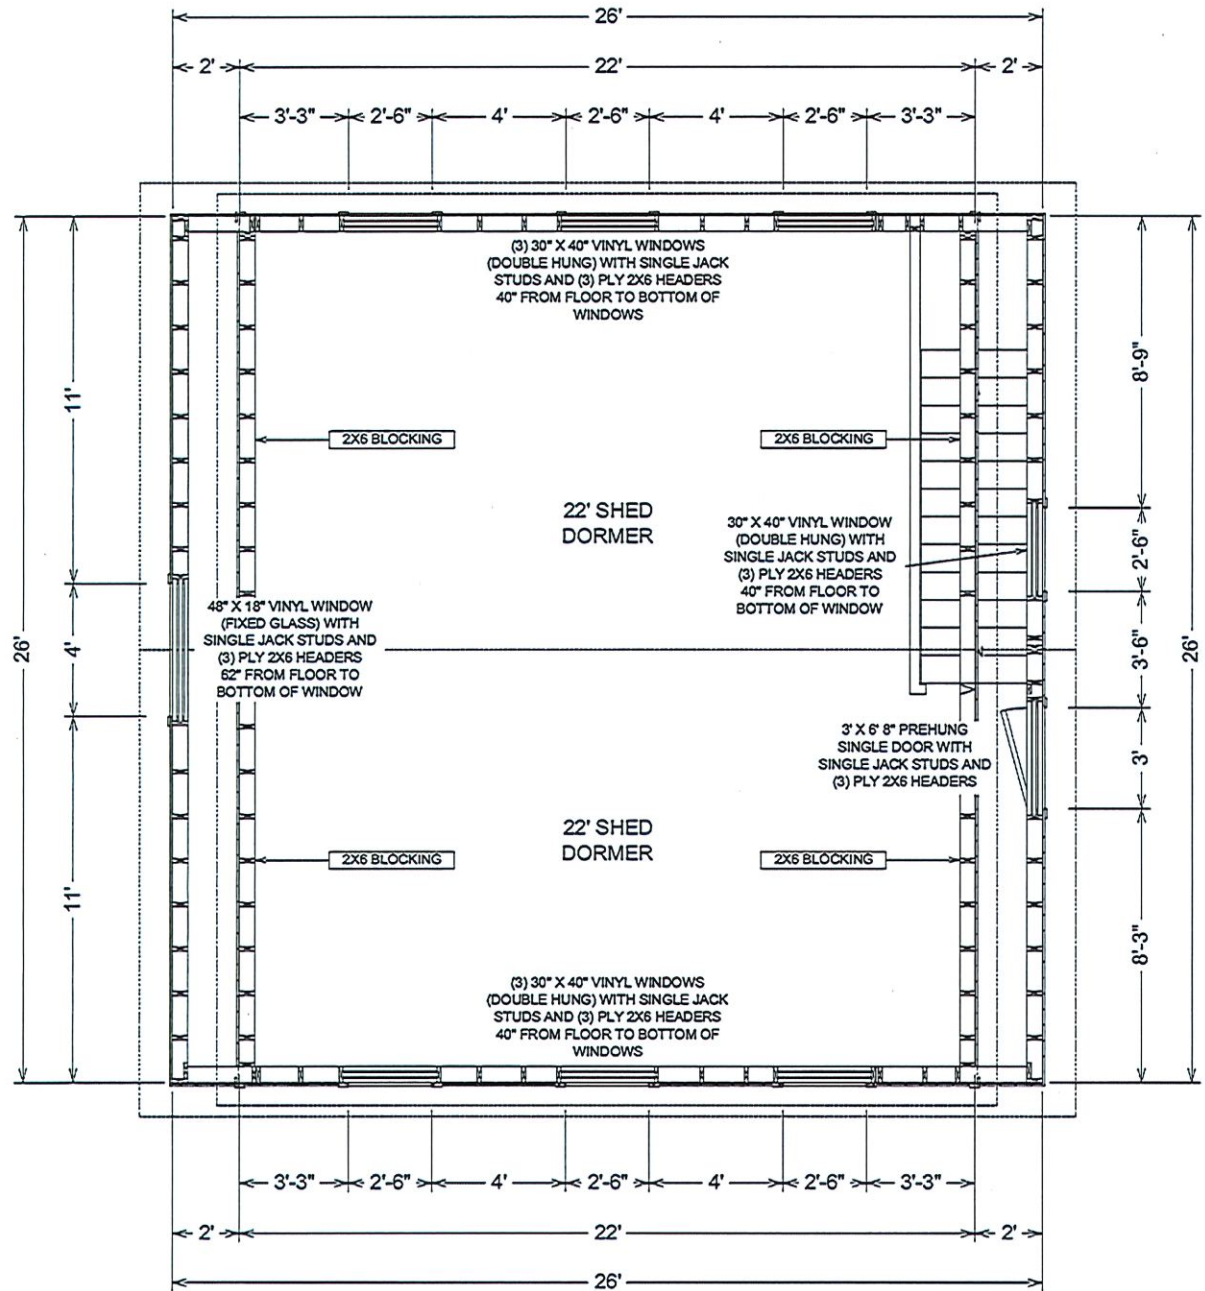 26'
2' 22' 2'
3'-3" 2'-6" 4' 2'-6" 4' 2'-6" 3'-3"
(3) 30" X 40" VINYL WINDOWS
(DOUBLE HUNG) WITH SINGLE JACK
STUDS AND (3) PLY 2X6 HEADERS
40" FROM FLOOR TO BOTTOM OF
WINDOWS
11'
8'-9"
2X6 BLOCKING
2X6 BLOCKING
22' SHED
DORMER
30" X 40" VINYL WINDOW
(DOUBLE HUNG) WITH
SINGLE JACK STUDS AND
(3) PLY 2X6 HEADERS
40" FROM FLOOR TO
BOTTOM OF WINDOW
2'-6"
48" X 18" VINYL WINDOW
(FIXED GLASS) WITH
SINGLE JACK STUDS AND
(3) PLY 2X6 HEADERS
62" FROM FLOOR TO
BOTTOM OF WINDOW
26'
4'
3'-6"
26'
3' X 6' 8" PREHUNG
SINGLE DOOR WITH
SINGLE JACK STUDS AND
(3) PLY 2X6 HEADERS
3'
22' SHED
DORMER
2X6 BLOCKING
2X6 BLOCKING
11'
8'-3"
(3) 30" X 40" VINYL WINDOWS
(DOUBLE HUNG) WITH SINGLE JACK
STUDS AND (3) PLY 2X6 HEADERS
40" FROM FLOOR TO BOTTOM OF
WINDOWS
3'-3" 2'-6" 4' 2'-6" 4' 2'-6" 3'-3"
2' 22' 2'
26'